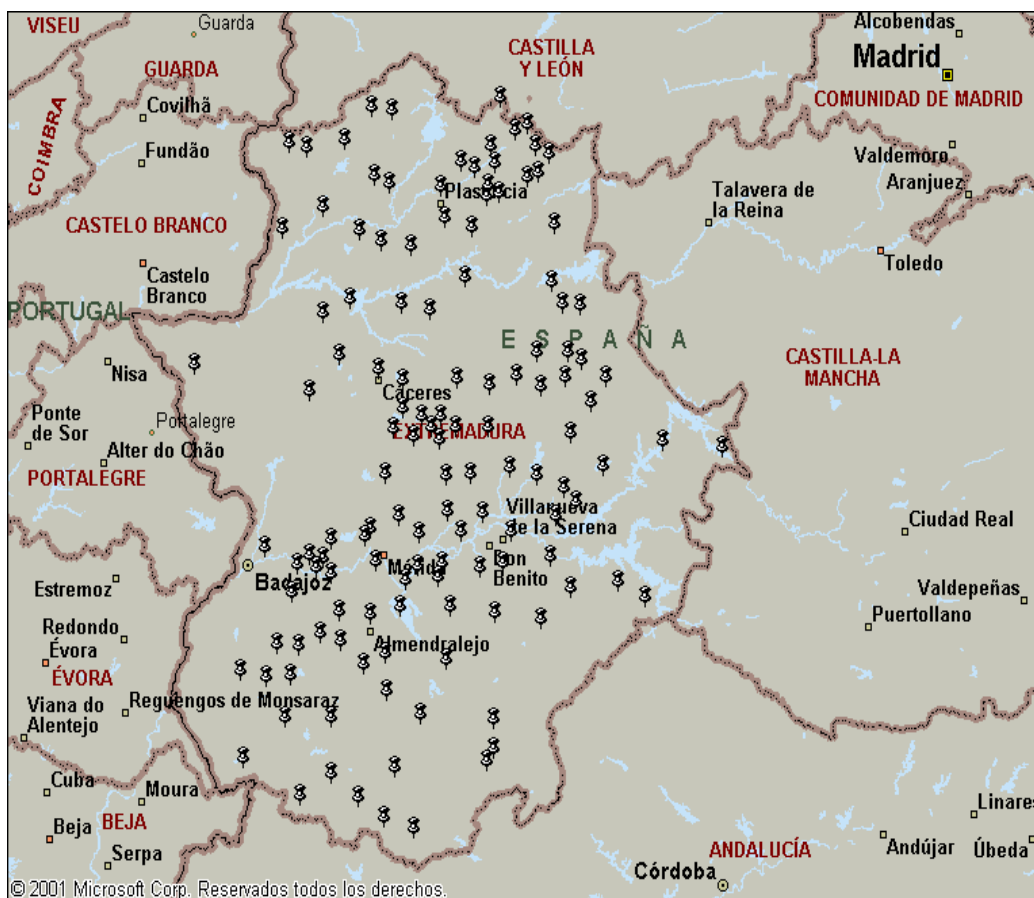 VISEU
Guarda
CASTILLA
Y LEÓN
Alcobendas
Madrid
COMUNIDAD DE MADRID
GUARDA
COIMBRA
Covilhã
Fundão
Valdemoro
Aranjuez
Plasencia
Talavera de
la Reina
CASTELO BRANCO
Castelo
Branco
Toledo
PORTUGAL
ESPAÑA
CASTILLA-LA
MANCHA
Nisa
Cáceres
Ponte
de Sor
Portalegre
EXTREMADURA
Alter do Chão
PORTALEGRE
Villanueva
de la Serena
Ciudad Real
Mérida
Don
Benito
Badajoz
Estremoz
Valdepeñas
Puertollano
Redondo
Almendralejo
Évora
ÉVORA
Reguengos de Monsaraz
Viana do
Alentejo
Cuba
Moura
Linares
Beja
BEJA
Serpa
ANDALUCÍA
Andújar
Úbeda
Córdoba
© 2001 Microsoft Corp. Reservados todos los derechos.